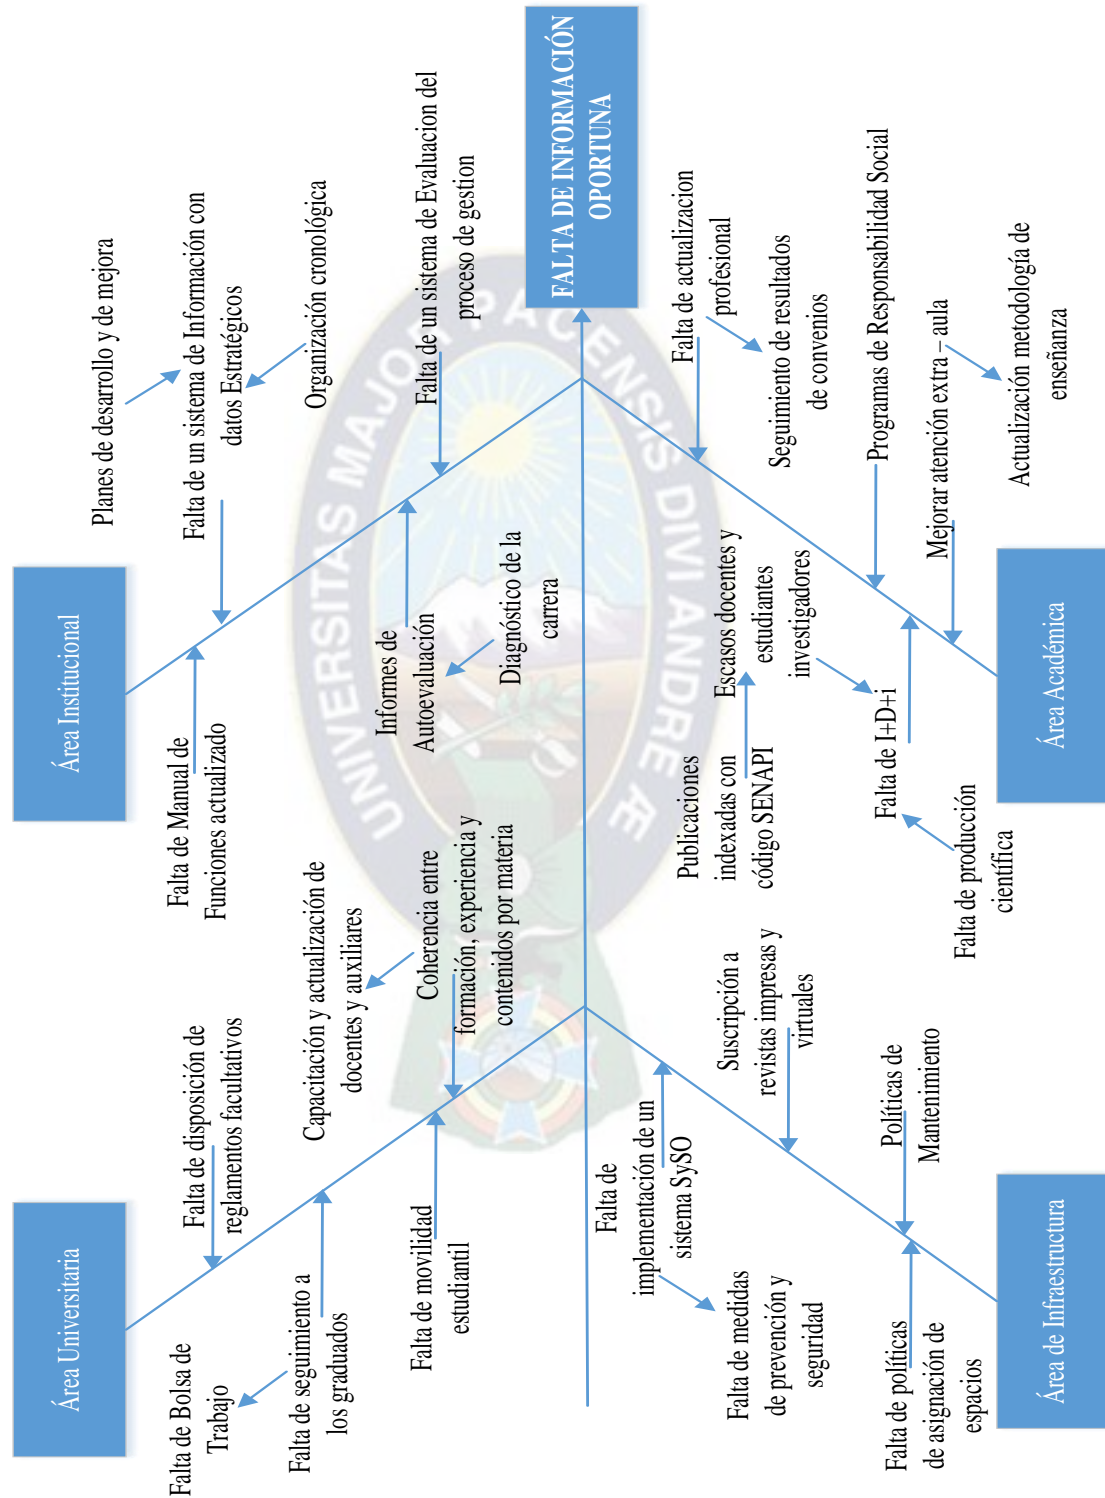 Área Universitaria
Falta de Bolsa de
Trabajo
Falta de disposición de
reglamentos facultativos
Falta de seguimiento a
los graduados
Capacitación y actualización de
docentes y auxiliares
Falta de movilidad
estudiantil
Coherencia entre
formación, experiencia y
contenidos por materia
Área Institucional
Falta de Manual de
Funciones actualizado
Planes de desarrollo y de mejora
Falta de un sistema de Información con
datos Estratégicos
Organización cronológica
Informes de
Autoevaluación
Diagnóstico de la
carrera
Falta de un sistema de Evaluacion del
proceso de gestion
FALTA DE INFORMACIÓN
OPORTUNA
Falta de
implementación de un
sistema SySO
Falta de medidas
de prevención y
seguridad
Suscripción a
revistas impresas y
virtuales
Falta de políticas
de asignación de
espacios
Políticas de
Mantenimiento
Área de Infraestructura
Publicaciones
indexadas con
código SENAPI
Escasos docentes y
estudiantes
investigadores
Falta de I+D+i
Falta de producción
científica
Falta de actualizacion
profesional
Seguimiento de resultados
de convenios
Programas de Responsabilidad Social
Mejorar atención extra – aula
Actualización metodología de
enseñanza
Área Académica
UNIVERSITAS MAJOR PACENSIS DIVI ANDRE Æ